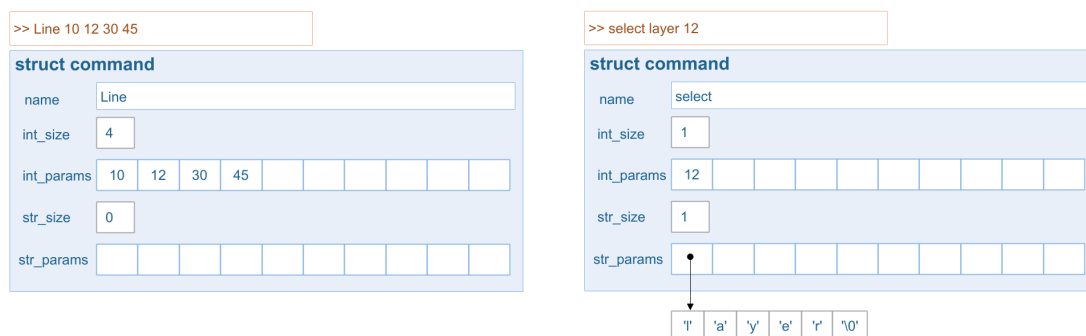 >> Line 10 12 30 45
struct command
name Line
int_size 4
int_params 10 12 30 45
str_size 0
str_params
>> select layer 12
struct command
name select
int_size 1
int_params 12
str_size 1
str_params
'l' 'a' 'y' 'e' 'r' '\0'